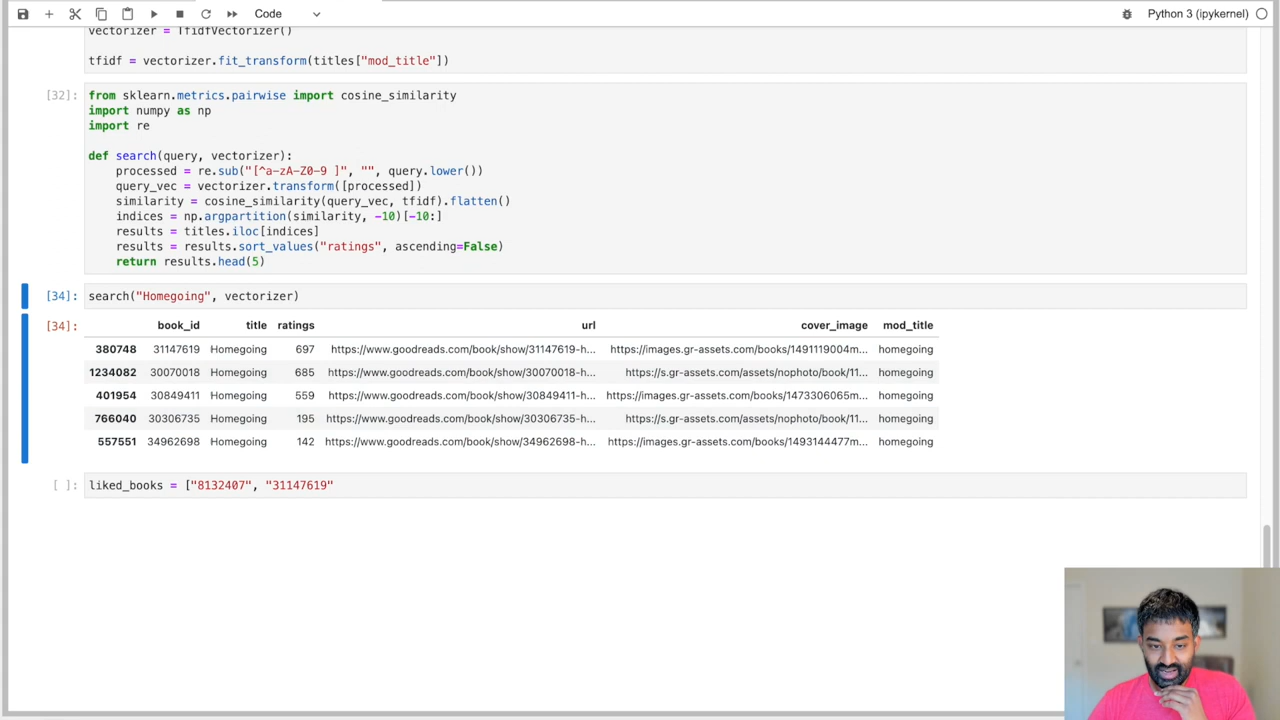 Code
Python 3 (ipykernel)
vectorizer = TfidfVectorizer()
tfidf = vectorizer.fit_transform(titles["mod_title"])
[32]:
from sklearn.metrics.pairwise import cosine_similarity
import numpy as np
import re
def search(query, vectorizer):
processed = re.sub("[^a-zA-Z0-9 ]", "", query.lower())
query_vec = vectorizer.transform([processed])
similarity = cosine_similarity(query_vec, tfidf).flatten()
indices = np.argpartition(similarity, -10)[-10:]
results = titles.iloc[indices]
results = results.sort_values("ratings", ascending=False)
return results.head(5)
[34]: search("Homegoing", vectorizer)
[34]: book_id title ratings url cover_image mod_title
380748 31147619 Homegoing 697 https://www.goodreads.com/book/show/31147619-h... https://images.gr-assets.com/books/1491119004m... homegoing
1234082 30070018 Homegoing 685 https://www.goodreads.com/book/show/30070018-h... https://s.gr-assets.com/assets/nophoto/book/11... homegoing
401954 30849411 Homegoing 559 https://www.goodreads.com/book/show/30849411-h... https://images.gr-assets.com/books/1473306065m... homegoing
766040 30306735 Homegoing 195 https://www.goodreads.com/book/show/30306735-h... https://s.gr-assets.com/assets/nophoto/book/11... homegoing
557551 34962698 Homegoing 142 https://www.goodreads.com/book/show/34962698-h... https://images.gr-assets.com/books/1493144477m... homegoing
[ ]: liked_books = ["8132407", "31147619"